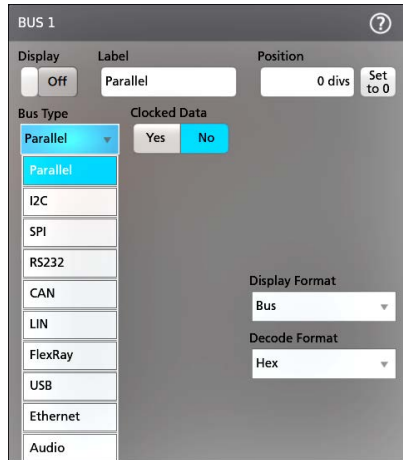 BUS 1
?
Display
Label
Position
Off
Parallel
0 divs
Set
to 0
Bus Type
Clocked Data
Parallel
Yes
No
Parallel
I2C
SPI
RS232
CAN
LIN
FlexRay
USB
Ethernet
Audio
Display Format
Bus
Decode Format
Hex